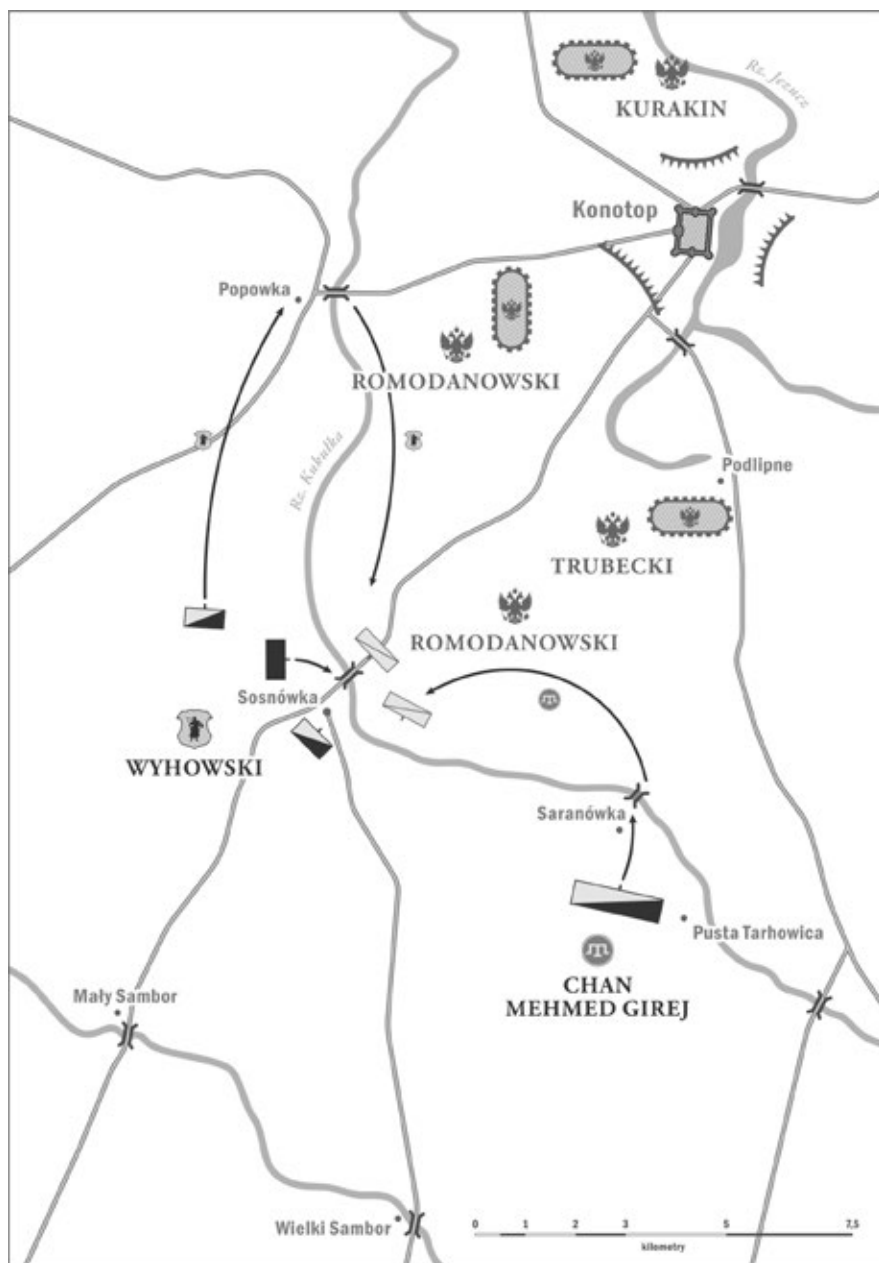 Rz. Jezucz
KURAKIN
Konotop
Popowka
ROMODANOWSKI
Rz. Kubułka
Podlipne
TRUBECKI
ROMODANOWSKI
Sosnówka
WYHOWSKI
Saranówka
Pusta Tarhowica
CHAN
MEHMED GIREJ
Mały Sambor
Wielki Sambor
0 1 2 3 5 7,5
kilometry